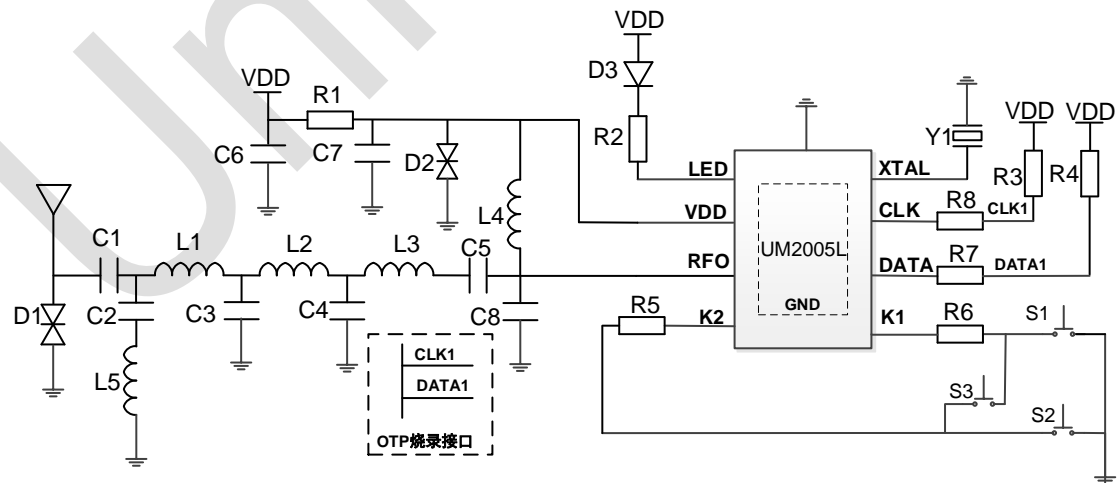 VDD
D3
R2
VDD
R1
C6
C7
D2
L4
C1
L1
L2
L3
C5
D1
C2
C3
C4
C8
L5
LED
VDD
RFO
K2
R5
UM2005L
GND
XTAL
CLK
DATA
K1
Y1
VDD
VDD
R3
R4
R8
CLK1
R7
DATA1
R6
S1
S3
S2
CLK1
DATA1
OTP烧录接口
Uni